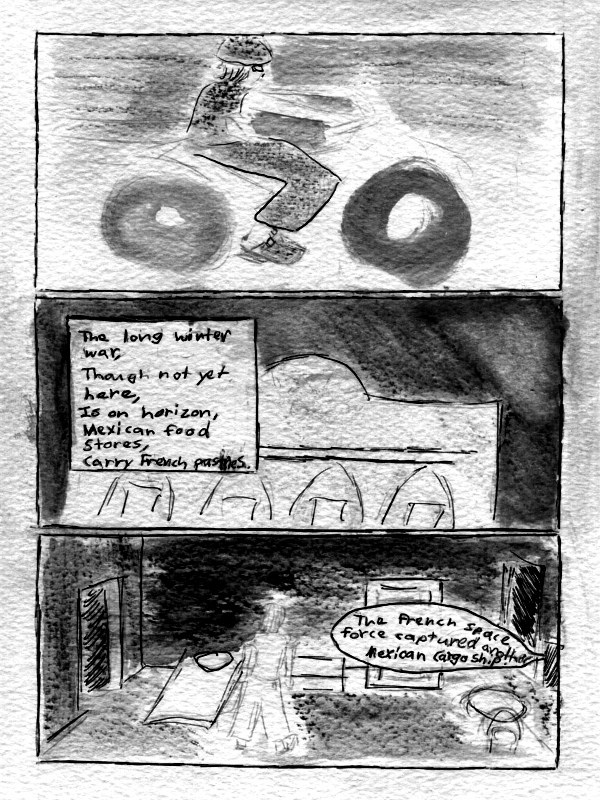 The long winter
war,
Though not yet
here,
Is on horizon,
Mexican food
stores,
Carry French
The French space
force captured another
Mexican Cargo ship!